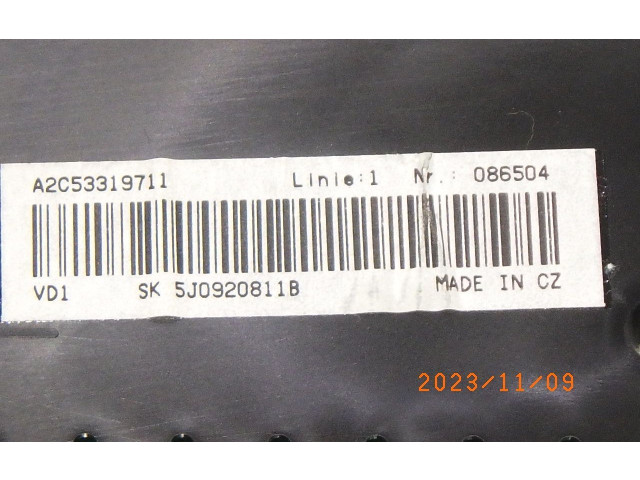 A2C53319711 Linie:1 Nr.: 086504
VD1 SK 5J0920811B MADE IN CZ
2023/11/09